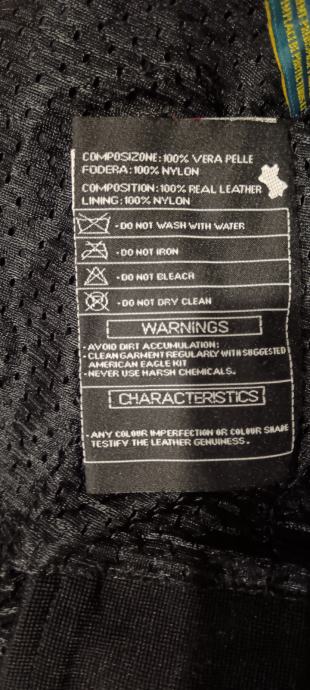 COMPOSIZONE: 100% VERA PELLE
FODERA: 100% NYLON
COMPOSITION: 100% REAL LEATHER
LINING: 100% NYLON
- DO NOT WASH WITH WATER
- DO NOT IRON
- DO NOT BLEACH
- DO NOT DRY CLEAN
WARNINGS
- AVOID DIRT ACCUMULATION:
- CLEAN GARMENT REGULARLY WITH SUGGESTED
AMERICAN EAGLE KIT
- NEVER USE HARSH CHEMICALS.
CHARACTERISTICS
- ANY COLOUR IMPERFECTION OR COLOUR SHADE
TESTIFY THE LEATHER GENUINESS.